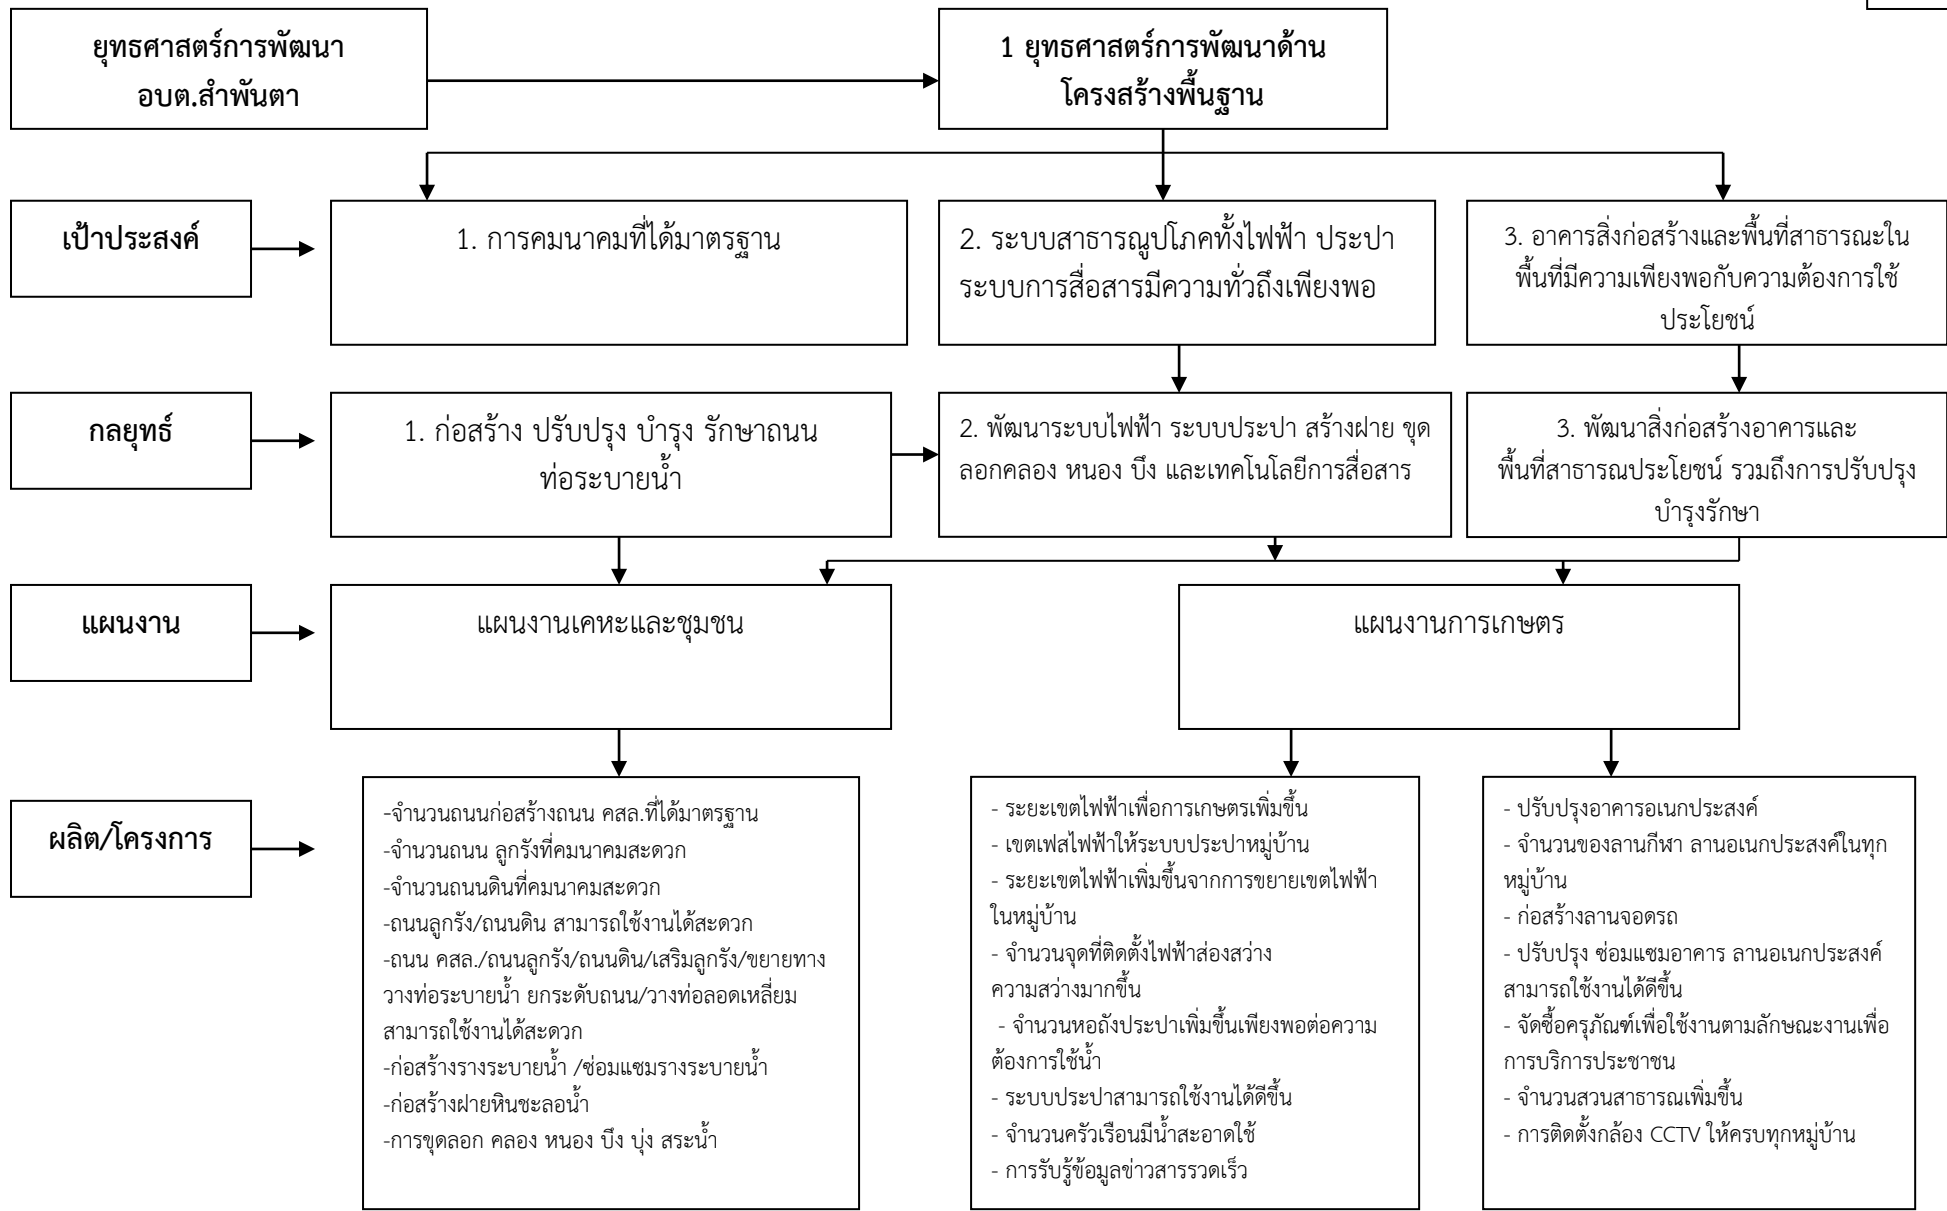 ยุทธศาสตร์การพัฒนา
อบต.สำพันตา
1 ยุทธศาสตร์การพัฒนาด้าน
โครงสร้างพื้นฐาน
เป้าประสงค์
1. การคมนาคมที่ได้มาตรฐาน
2. ระบบสาธารณูปโภคทั้งไฟฟ้า ประปา
ระบบการสื่อสารมีความทั่วถึงเพียงพอ
3. อาคารสิ่งก่อสร้างและพื้นที่สาธารณะใน
พื้นที่มีความเพียงพอกับความต้องการใช้
ประโยชน์
กลยุทธ์
1. ก่อสร้าง ปรับปรุง บำรุง รักษาถนน
ท่อระบายน้ำ
2. พัฒนาระบบไฟฟ้า ระบบประปา สร้างฝาย ขุด
ลอกคลอง หนอง บึง และเทคโนโลยีการสื่อสาร
3. พัฒนาสิ่งก่อสร้างอาคารและ
พื้นที่สาธารณประโยชน์ รวมถึงการปรับปรุง
บำรุงรักษา
แผนงาน
แผนงานเคหะและชุมชน
แผนงานการเกษตร
ผลิต/โครงการ
-จำนวนถนนก่อสร้างถนน คสล.ที่ได้มาตรฐาน
-จำนวนถนน ลูกรังที่คมนาคมสะดวก
-จำนวนถนนดินที่คมนาคมสะดวก
-ถนนลูกรัง/ถนนดิน สามารถใช้งานได้สะดวก
-ถนน คสล./ถนนลูกรัง/ถนนดิน/เสริมลูกรัง/ขยายทาง
วางท่อระบายน้ำ ยกระดับถนน/วางท่อลอดเหลี่ยม
สามารถใช้งานได้สะดวก
-ก่อสร้างรางระบายน้ำ /ซ่อมแซมรางระบายน้ำ
-ก่อสร้างฝายหินชะลอน้ำ
-การขุดลอก คลอง หนอง บึง บุ่ง สระน้ำ
- ระยะเขตไฟฟ้าเพื่อการเกษตรเพิ่มขึ้น
- เขตเฟสไฟฟ้าให้ระบบประปาหมู่บ้าน
- ระยะเขตไฟฟ้าเพิ่มขึ้นจากการขยายเขตไฟฟ้า
ในหมู่บ้าน
- จำนวนจุดที่ติดตั้งไฟฟ้าส่องสว่าง
ความสว่างมากขึ้น
- จำนวนหอถังประปาเพิ่มขึ้นเพียงพอต่อความ
ต้องการใช้น้ำ
- ระบบประปาสามารถใช้งานได้ดีขึ้น
- จำนวนครัวเรือนมีน้ำสะอาดใช้
- การรับรู้ข้อมูลข่าวสารรวดเร็ว
- ปรับปรุงอาคารอเนกประสงค์
- จำนวนของลานกีฬา ลานอเนกประสงค์ในทุก
หมู่บ้าน
- ก่อสร้างลานจอดรถ
- ปรับปรุง ซ่อมแซมอาคาร ลานอเนกประสงค์
สามารถใช้งานได้ดีขึ้น
- จัดซื้อครุภัณฑ์เพื่อใช้งานตามลักษณะงานเพื่อ
การบริการประชาชน
- จำนวนสวนสาธารณเพิ่มขึ้น
- การติดตั้งกล้อง CCTV ให้ครบทุกหมู่บ้าน